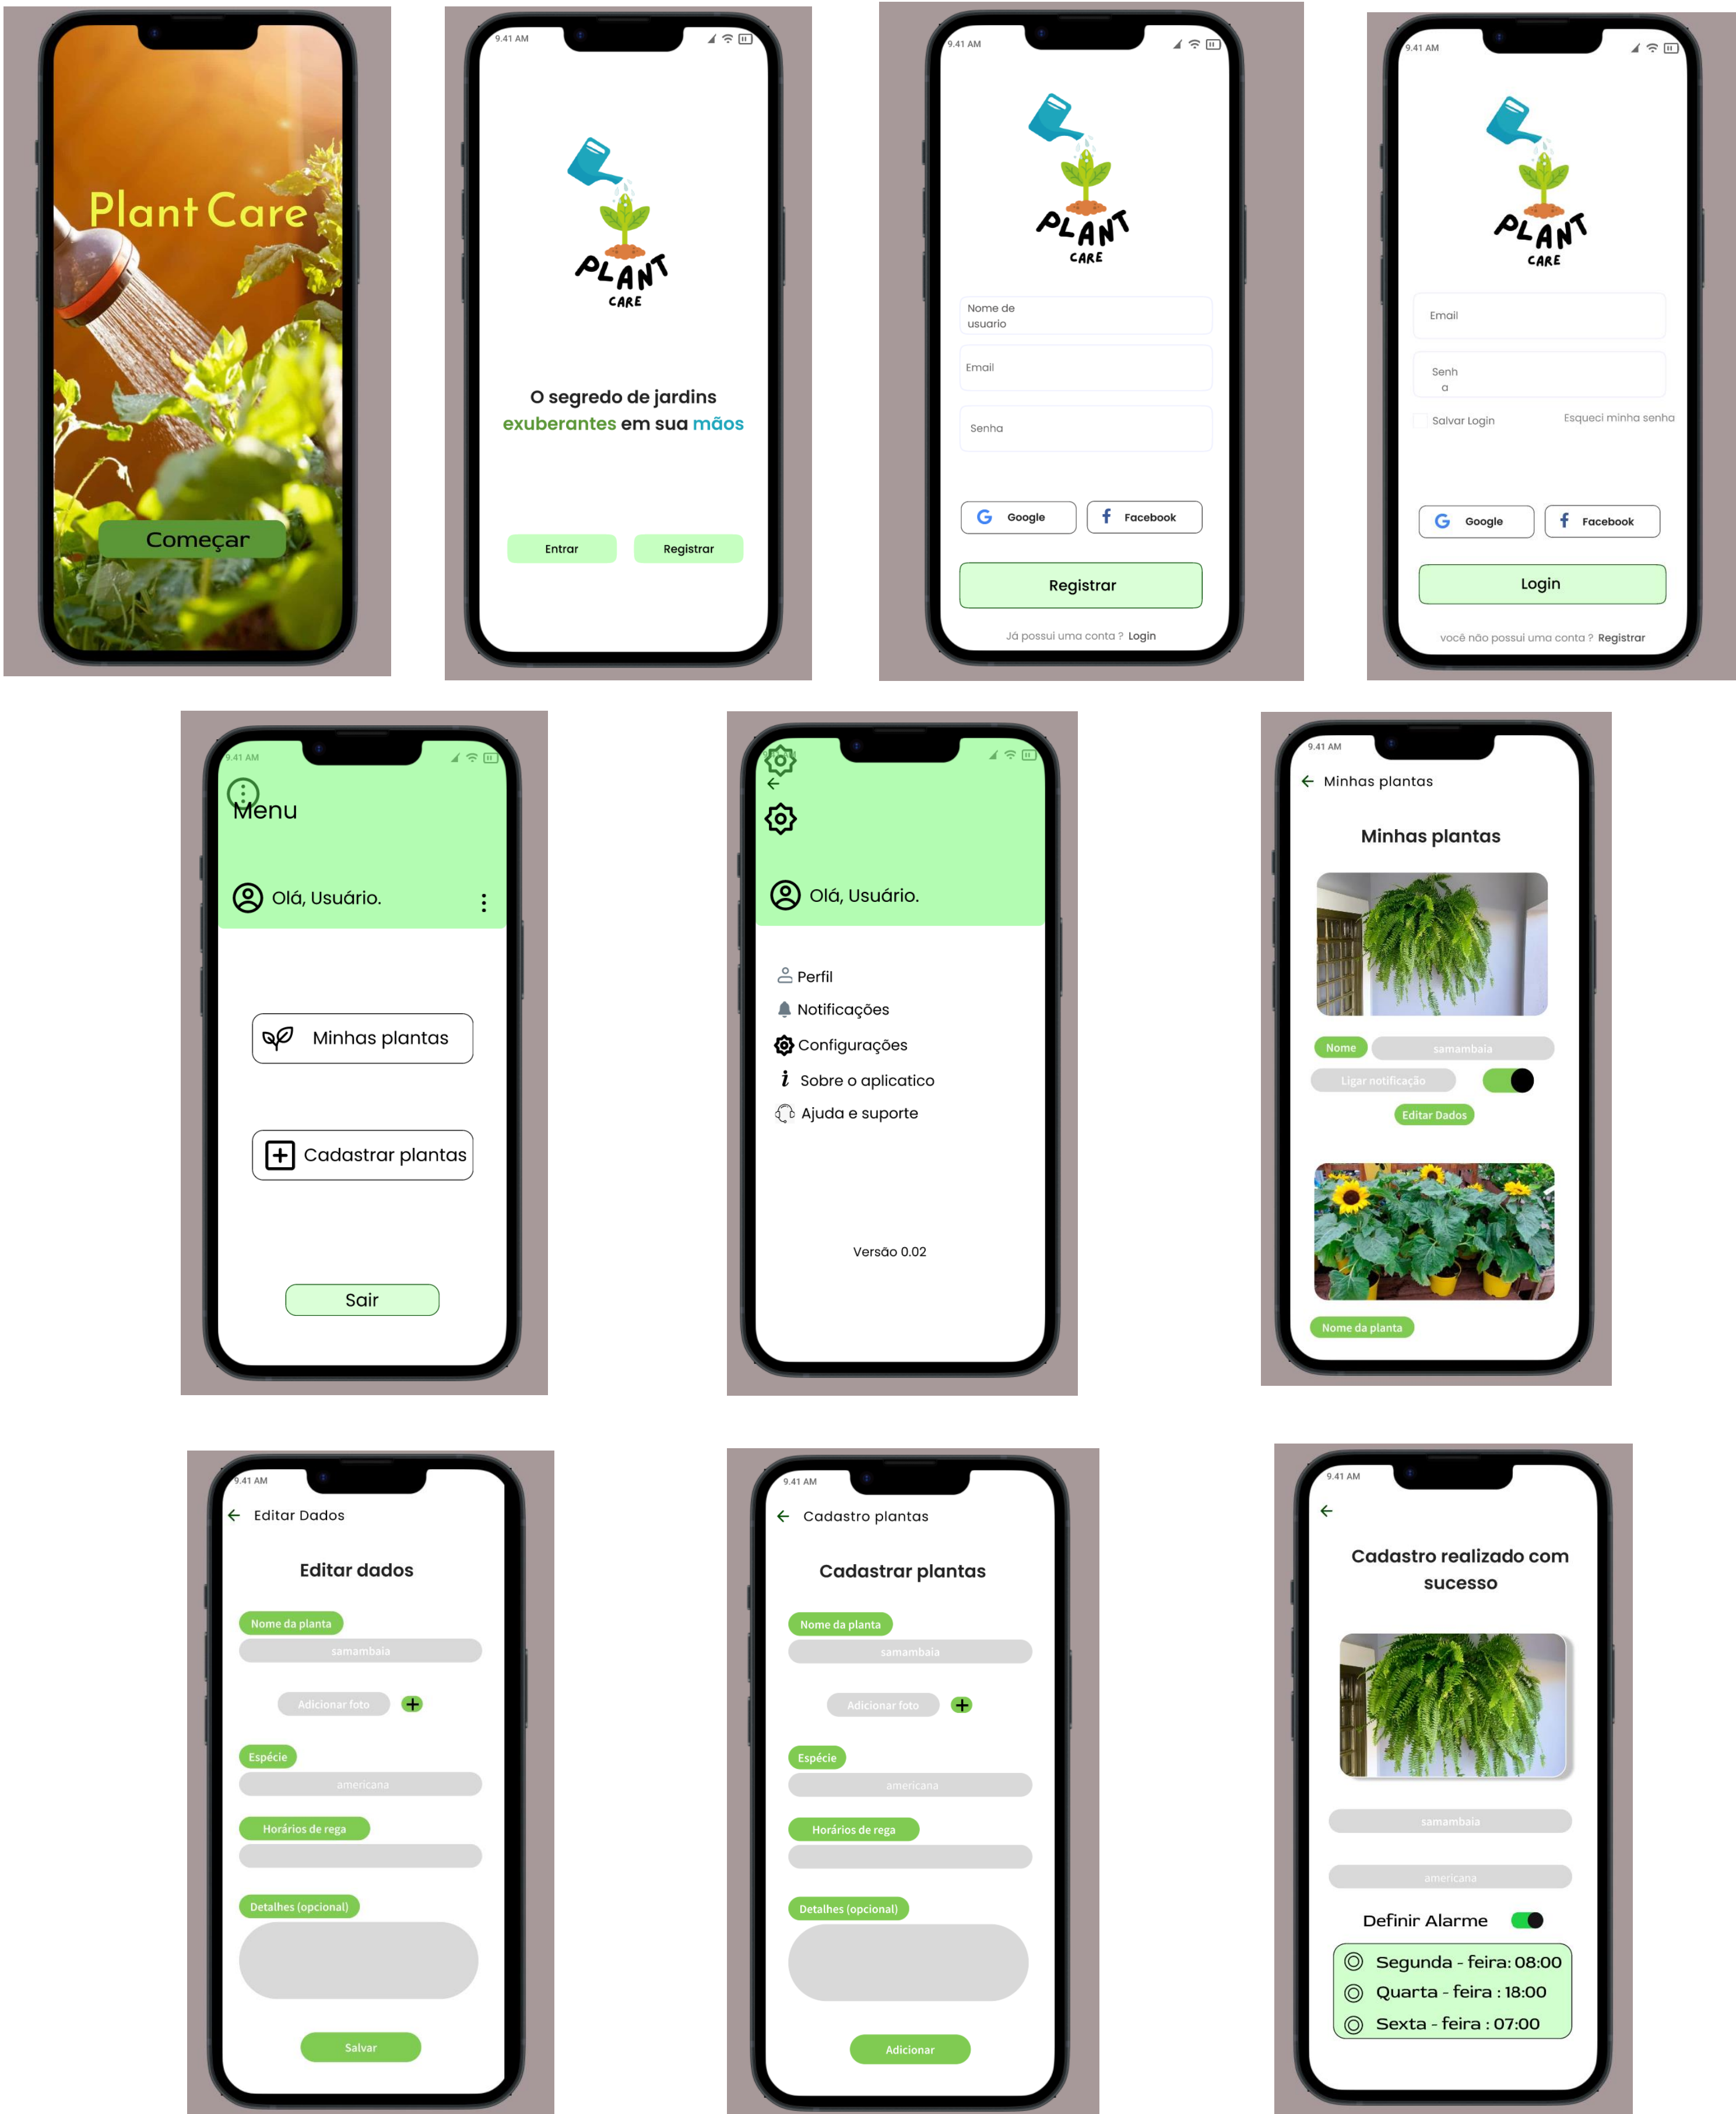 Plant Care
Começar
9.41 AM
PLANT
CARE
O segredo de jardins
exuberantes em sua mãos
Entrar
Registrar
9.41 AM
PLANT
CARE
Nome de
usuario
Email
Senha
G Google
f Facebook
Registrar
Já possui uma conta ? Login
9.41 AM
PLANT
CARE
Email
Senh
a
Salvar Login
Esqueci minha senha
G Google
f Facebook
Login
você não possui uma conta ? Registrar
9.41 AM
Menu
Olá, Usuário.
Minhas plantas
Cadastrar plantas
Sair
Olá, Usuário.
Perfil
Notificações
Configurações
i Sobre o aplicatico
Ajuda e suporte
Versão 0.02
9.41 AM
Minhas plantas
Minhas plantas
Nome
samambaia
Ligar notificação
Editar Dados
Nome da planta
9.41 AM
Editar Dados
Editar dados
Nome da planta
samambaia
Adicionar foto
Espécie
americana
Horários de rega
Detalhes (opcional)
Salvar
9.41 AM
Cadastro plantas
Cadastrar plantas
Nome da planta
samambaia
Adicionar foto
Espécie
americana
Horários de rega
Detalhes (opcional)
Adicionar
9.41 AM
Cadastro realizado com
sucesso
samambaia
americana
Definir Alarme
Segunda - feira: 08:00
Quarta - feira : 18:00
Sexta - feira : 07:00